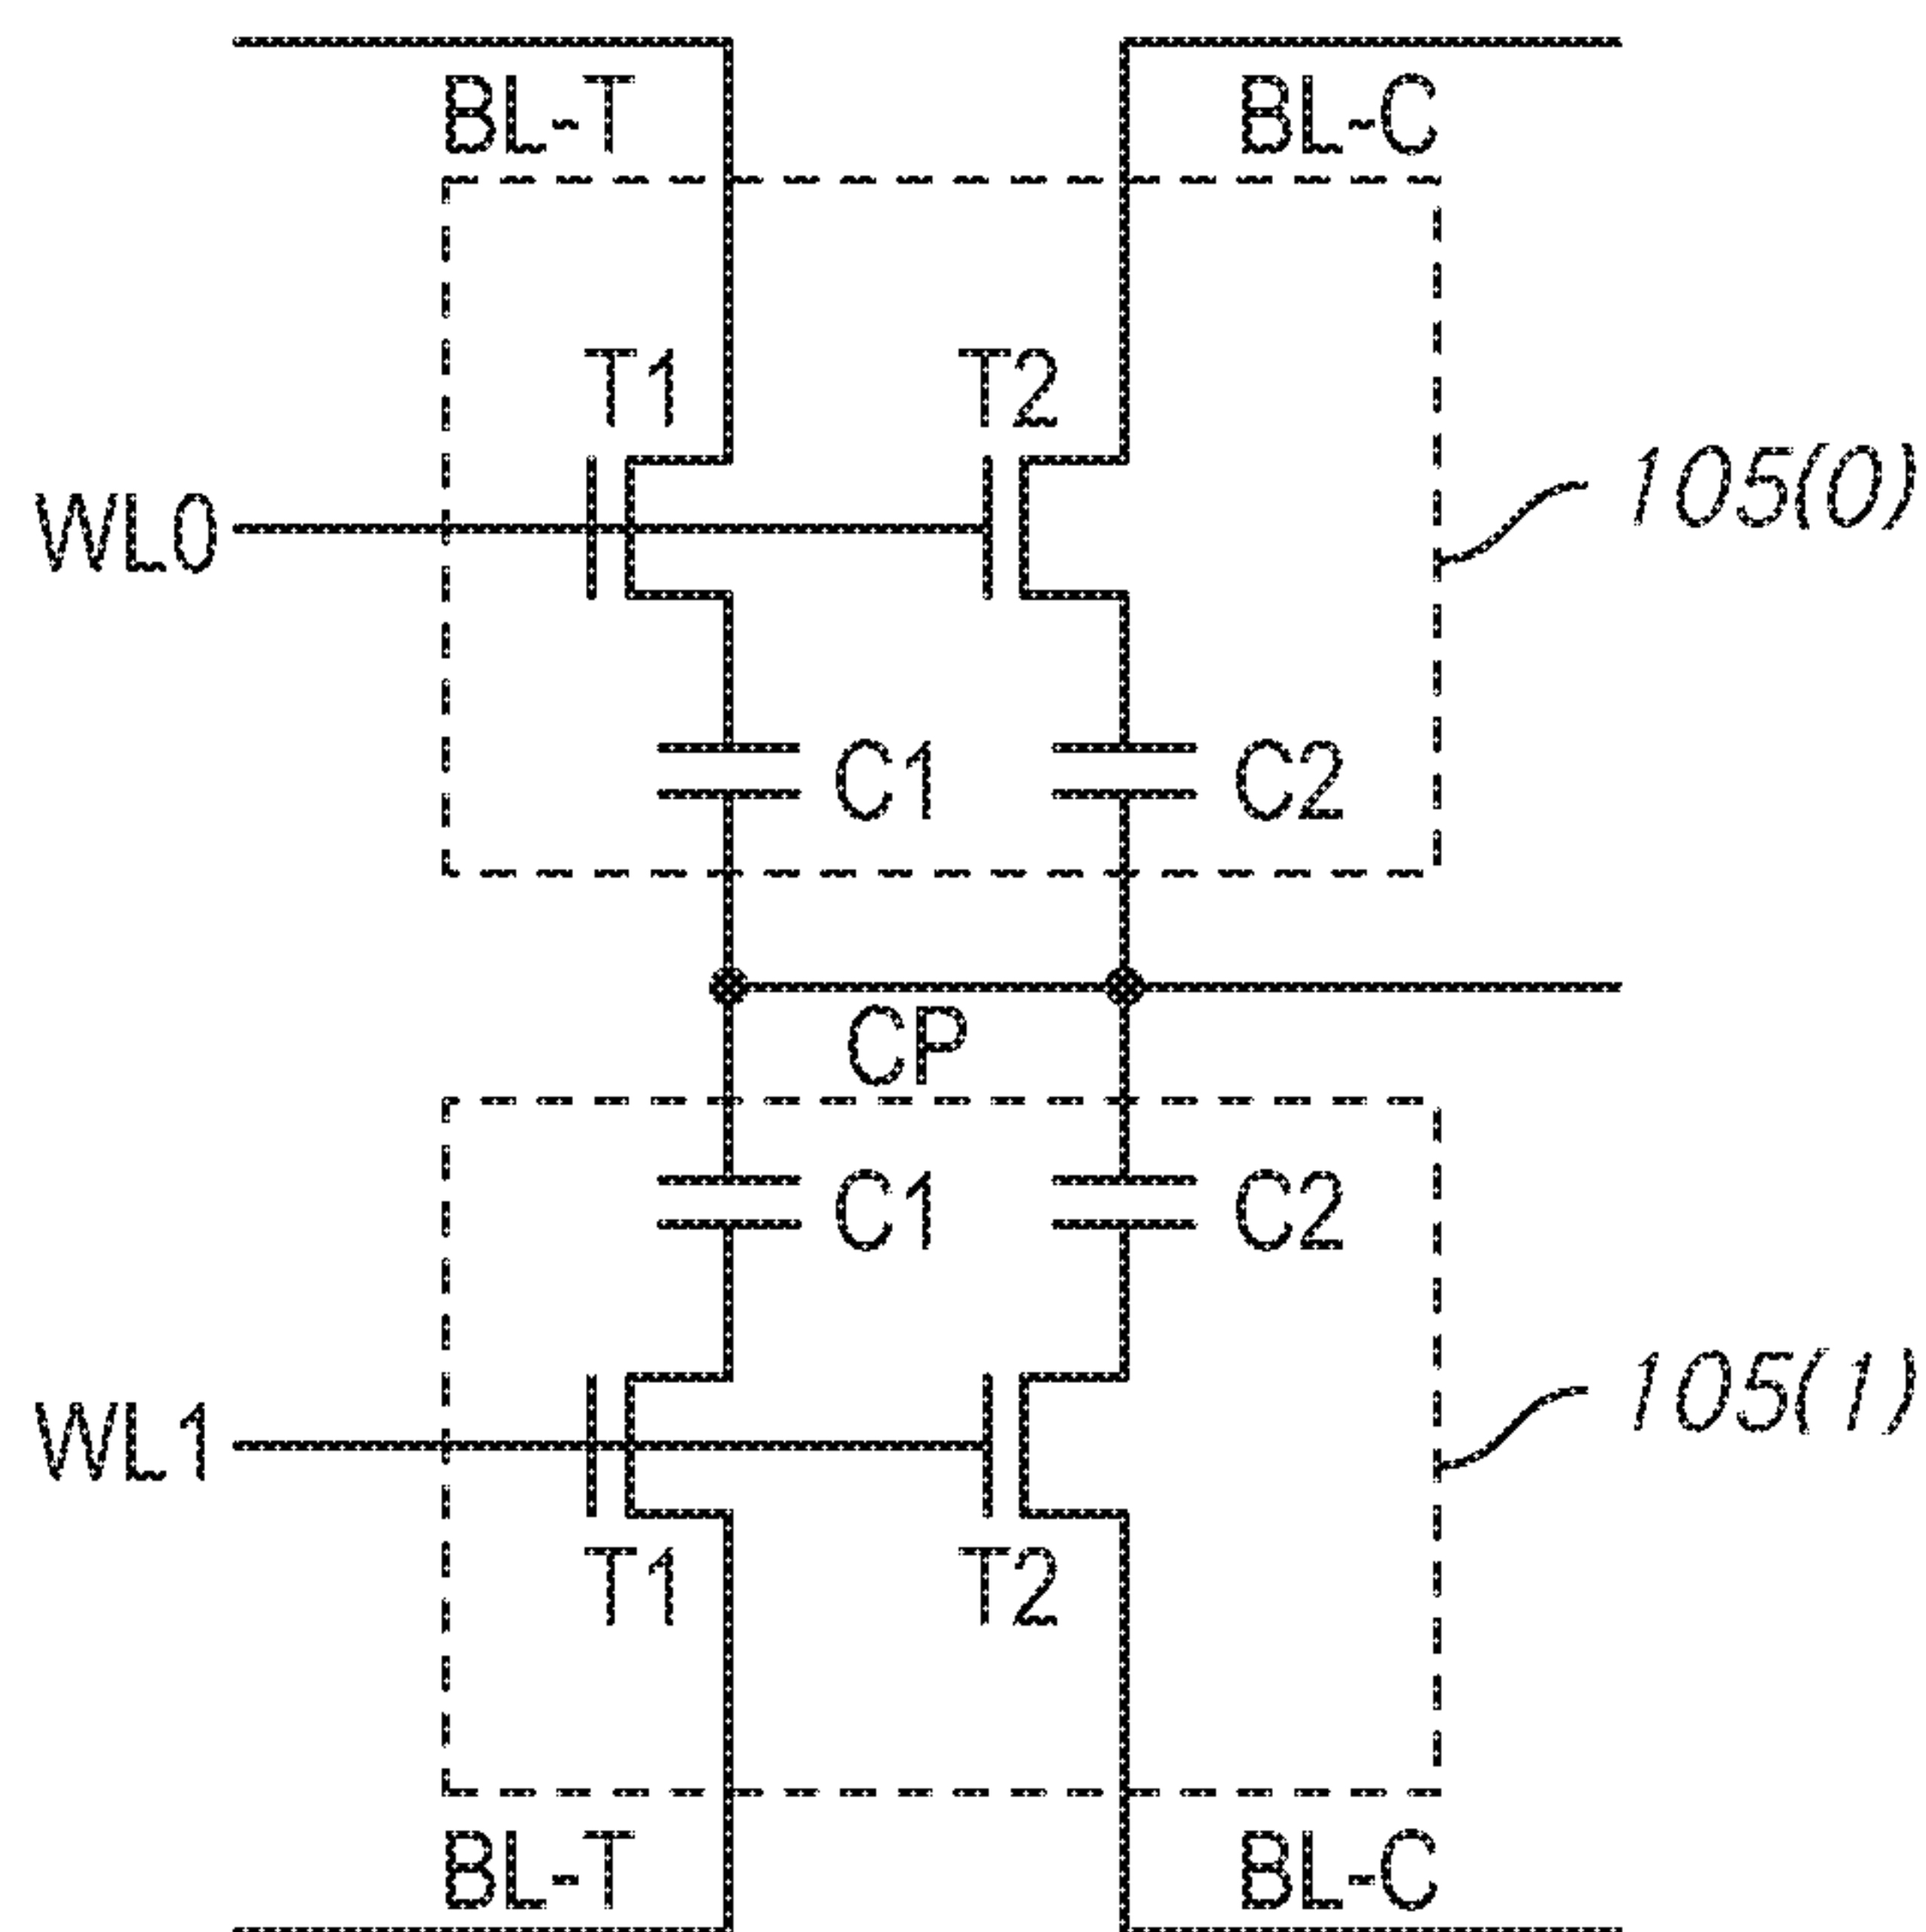 BL-T BL-C
T1 T2
WL0 105(0)
C1 C2
CP
C1 C2
WL1 105(1)
T1 T2
BL-T BL-C